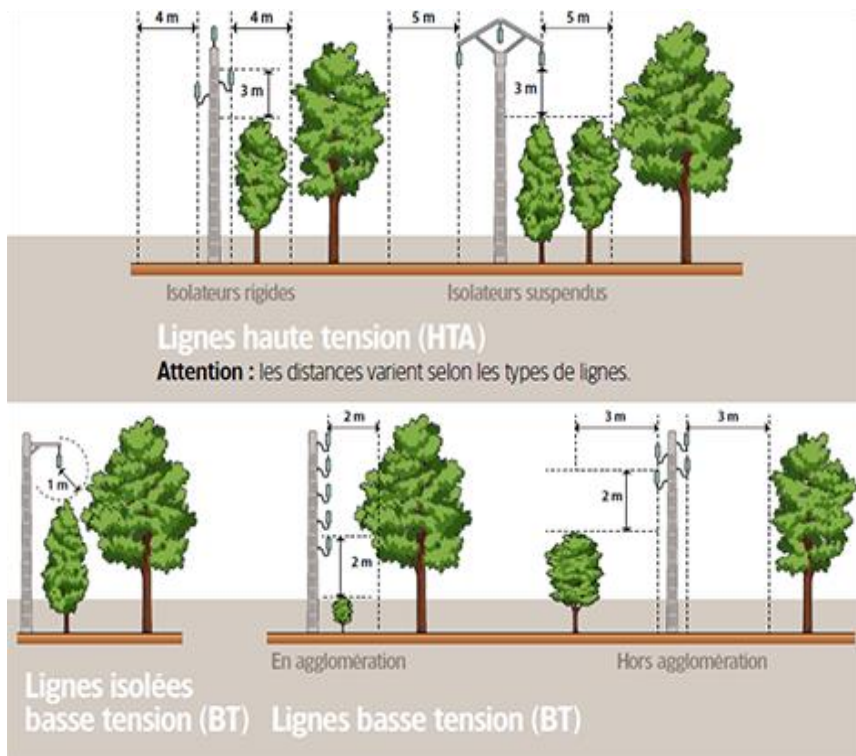 4 m 4 m 5 m 5 m
3 m 3 m
Isolateurs rigides Isolateurs suspendus
Lignes haute tension (HTA)
Attention : les distances varient selon les types de lignes.
2 m 3 m 3 m
1 m 2 m
2 m
En agglomération Hors agglomération
Lignes isolées
basse tension (BT) Lignes basse tension (BT)